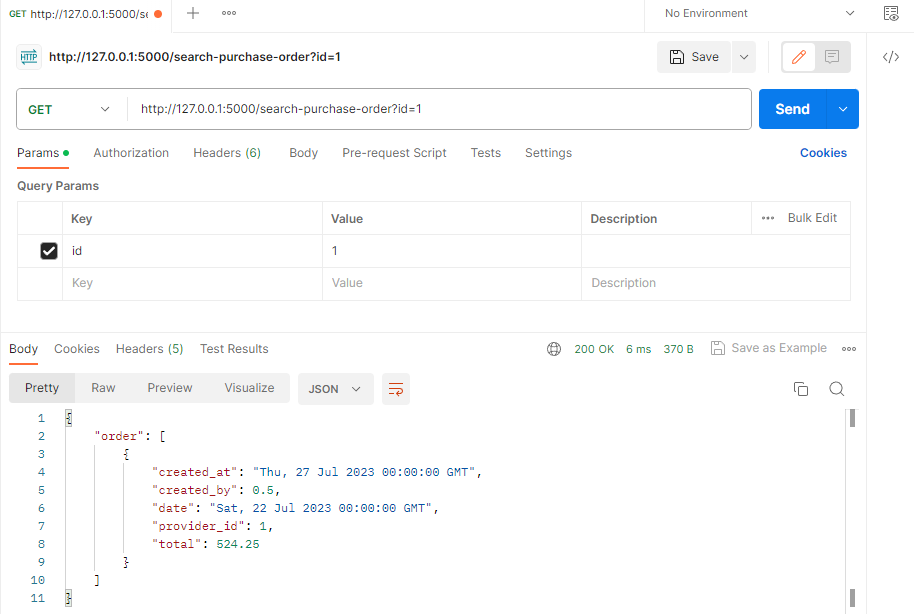 GET http://127.0.0.1:5000/se
No Environment
HTTP http://127.0.0.1:5000/search-purchase-order?id=1
Save
GET http://127.0.0.1:5000/search-purchase-order?id=1
Send
Params Authorization Headers (6) Body Pre-request Script Tests Settings Cookies
Query Params
Key Value Description Bulk Edit
id 1
Key Value Description
Body Cookies Headers (5) Test Results 200 OK 6 ms 370 B Save as Example
Pretty Raw Preview Visualize JSON
1 {
2 "order": [
3 {
4 "created_at": "Thu, 27 Jul 2023 00:00:00 GMT",
5 "created_by": 0.5,
6 "date": "Sat, 22 Jul 2023 00:00:00 GMT",
7 "provider_id": 1,
8 "total": 524.25
9 }
10 ]
11 }